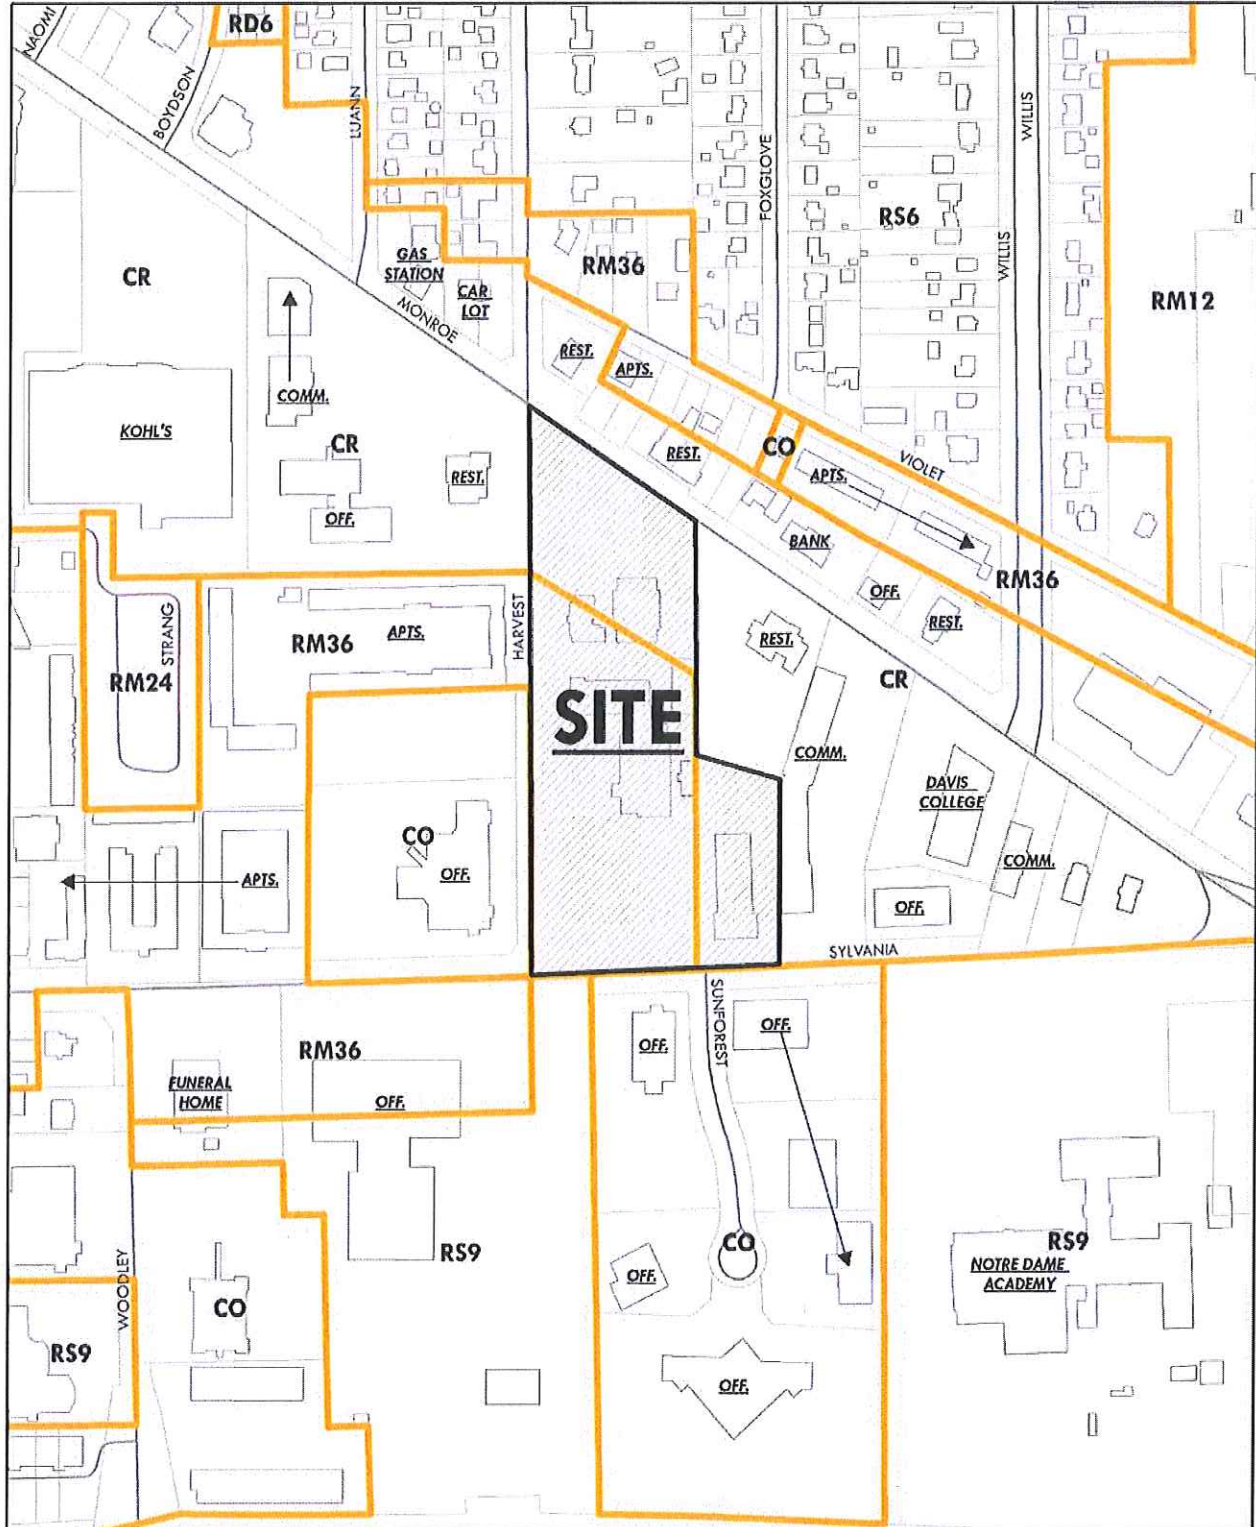 RD6
NAOMI
BOYDSON
LUANN
FOXGLOVE
WILLIS
WILLIS
RS6
CR
GAS
STATION
CAR
LOT
RM36
RM12
MONROE
REST.
APTS.
COMM.
KOHL'S
CR
REST.
REST.
CO
APTS.
VIOLET
OFF.
BANK
RM36
OFF.
REST.
STRANG
RM36
APTS.
HARVEST
REST.
RM24
CR
SITE
COMM.
DAVIS
COLLEGE
CO
COMM.
APTS.
OFF.
OFF.
SYLVANIA
SUNFOREST
OFF.
OFF.
RM36
FUNERAL
HOME
OFF.
WOODLEY
RS9
CO
OFF.
RS9
NOTRE DAME
ACADEMY
CO
RS9
OFF.